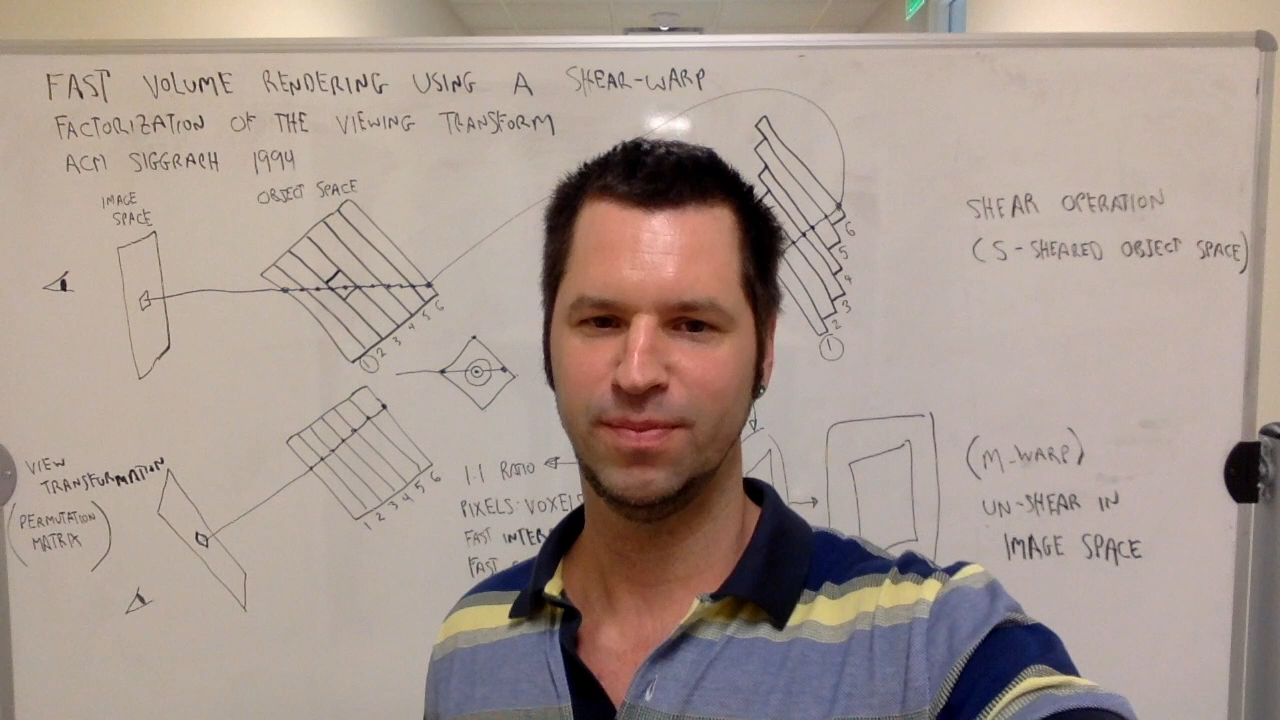 FAST VOLUME RENDERING USING A SHEAR-WARP
FACTORIZATION OF THE VIEWING TRANSFORM
ACM SIGGRAPH 1994
IMAGE
SPACE
OBJECT SPACE
1 2 3 4 5 6
6
5
4
3
2
1
SHEAR OPERATION
(S-SHEARED OBJECT SPACE)
VIEW
TRANSFORMATION
(PERMUTATION
MATRIX)
1 2 3 4 5 6
1:1 RATIO
PIXELS-VOXELS
FAST INTER
FAST
(M-WARP)
UN-SHEAR IN
IMAGE SPACE